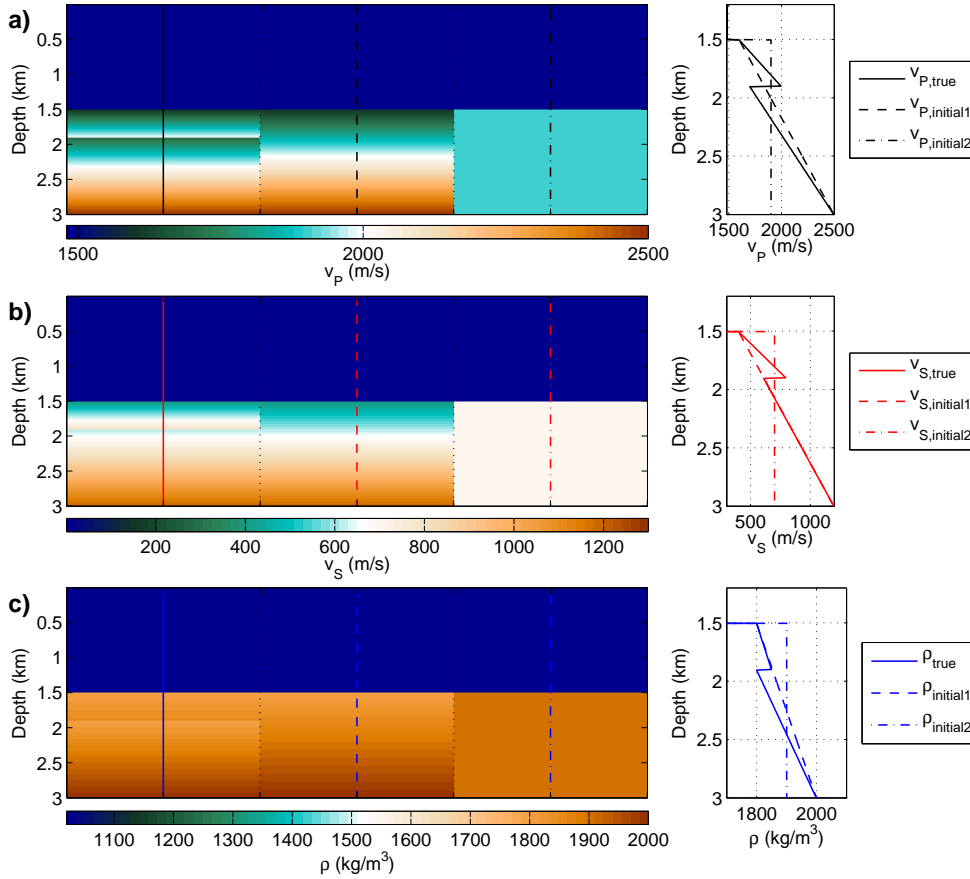 a)
Depth (km)
0.5
1
1.5
2
2.5
3
1500
2000
2500
v_P (m/s)
Depth (km)
1.5
2
2.5
3
1500
2000
2500
v_P (m/s)
v_P,true
v_P,initial1
v_P,initial2
b)
Depth (km)
0.5
1
1.5
2
2.5
3
200
400
600
800
1000
1200
v_S (m/s)
Depth (km)
1.5
2
2.5
3
500
1000
v_S (m/s)
v_S,true
v_S,initial1
v_S,initial2
c)
Depth (km)
0.5
1
1.5
2
2.5
3
1100
1200
1300
1400
1500
1600
1700
1800
1900
2000
ρ (kg/m³)
Depth (km)
1.5
2
2.5
3
1800
2000
ρ (kg/m³)
ρ_true
ρ_initial1
ρ_initial2